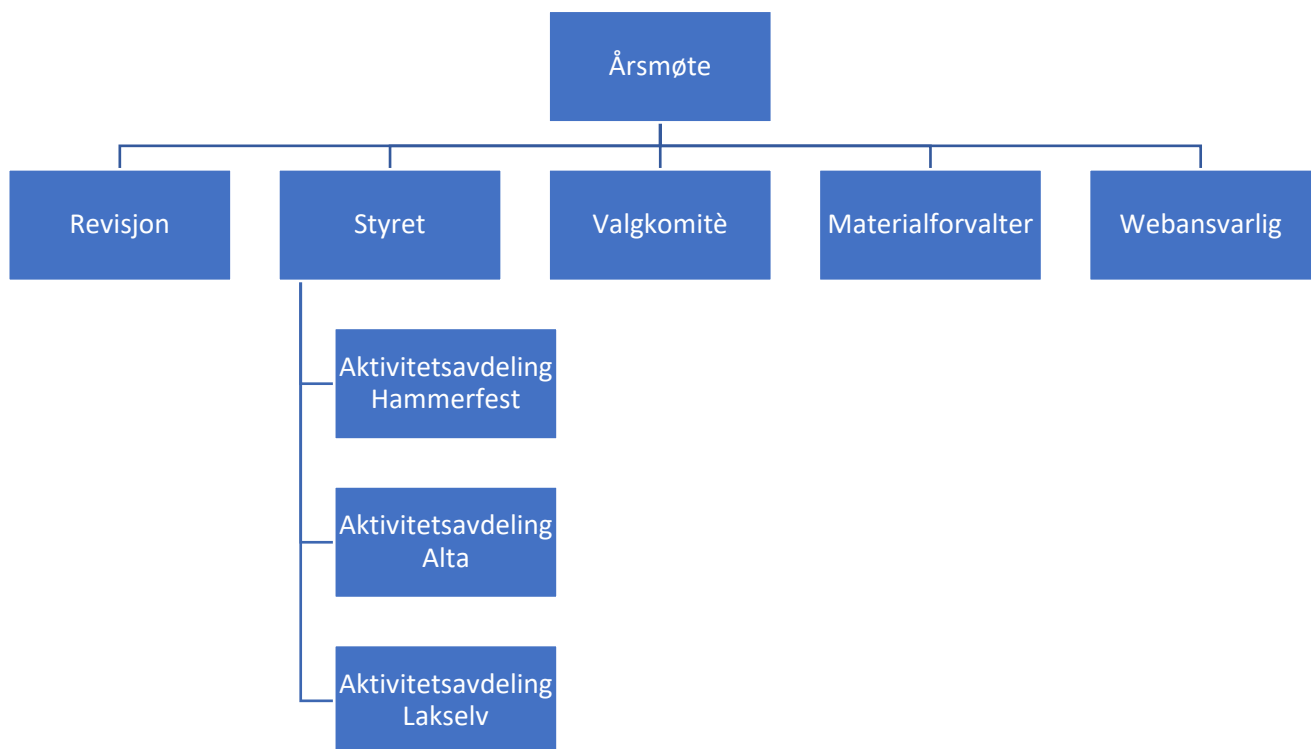 Årsmøte
Revisjon
Styret
Valgkomitè
Materialforvalter
Webansvarlig
Aktivitetsavdeling
Hammerfest
Aktivitetsavdeling
Alta
Aktivitetsavdeling
Lakselv